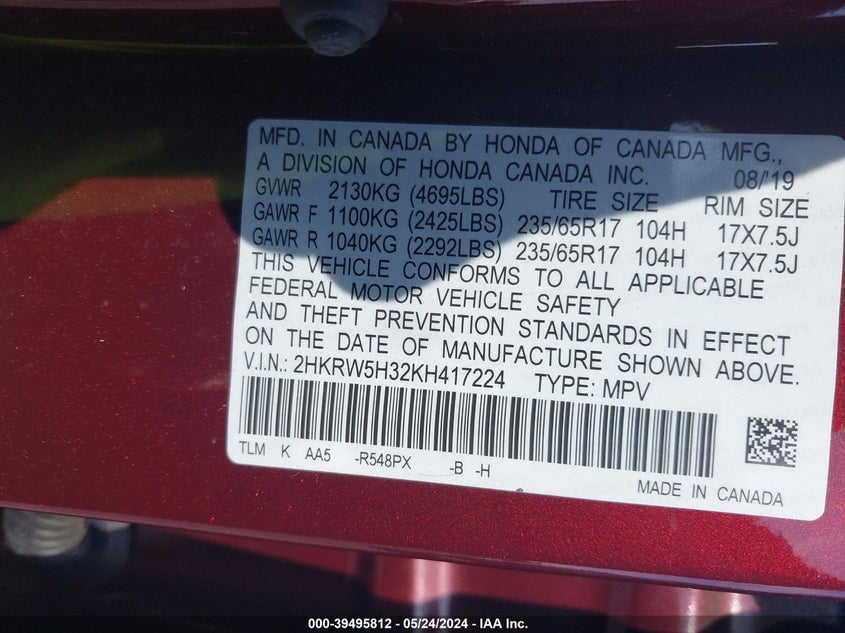 MFD. IN CANADA BY HONDA OF CANADA MFG.,
A DIVISION OF HONDA CANADA INC. 08/'19
GVWR 2130KG (4695LBS) TIRE SIZE RIM SIZE
GAWR F 1100KG (2425LBS) 235/65R17 104H 17X7.5J
GAWR R 1040KG (2292LBS) 235/65R17 104H 17X7.5J
THIS VEHICLE CONFORMS TO ALL APPLICABLE
FEDERAL MOTOR VEHICLE SAFETY
AND THEFT PREVENTION STANDARDS IN EFFECT
ON THE DATE OF MANUFACTURE SHOWN ABOVE.
V.I.N.: 2HKRW5H32KH417224 TYPE: MPV
TLM K AA5 -R548PX ___-B -H
MADE IN CANADA
000-39495812 - 05/24/2024 - IAA Inc.